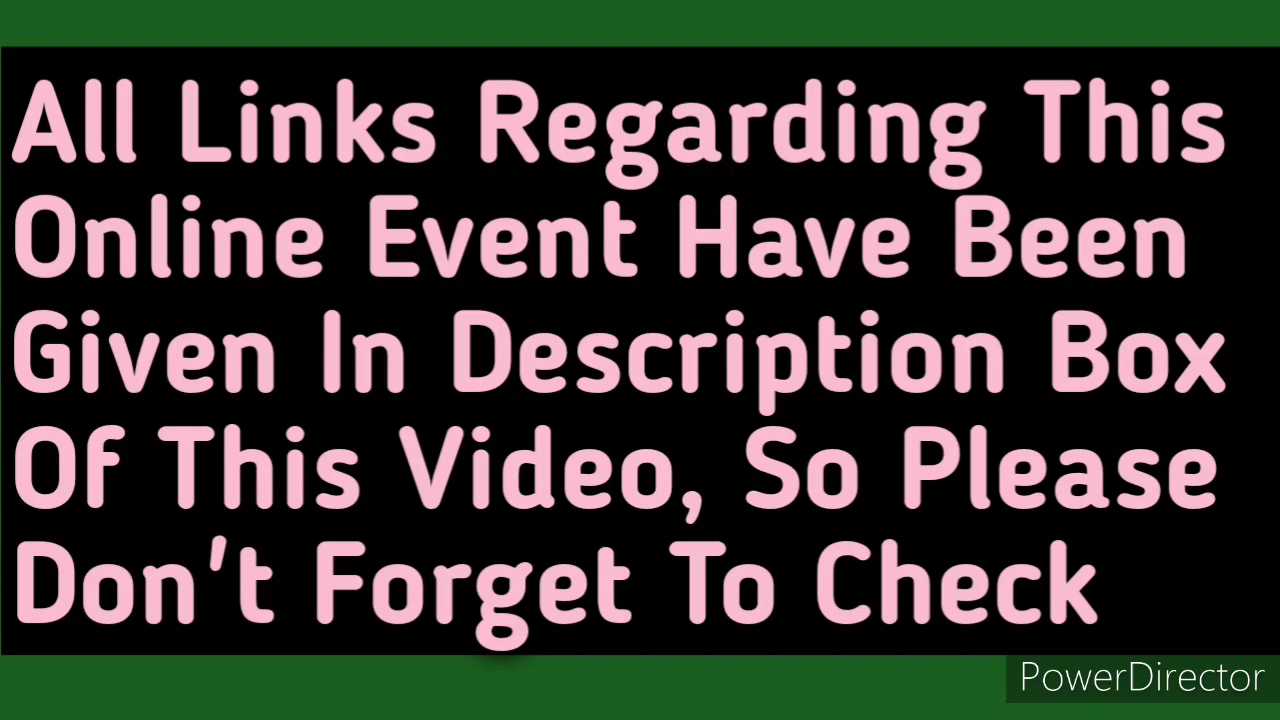 All Links Regarding This
Online Event Have Been
Given In Description Box
Of This Video, So Please
Don't Forget To Check
PowerDirector